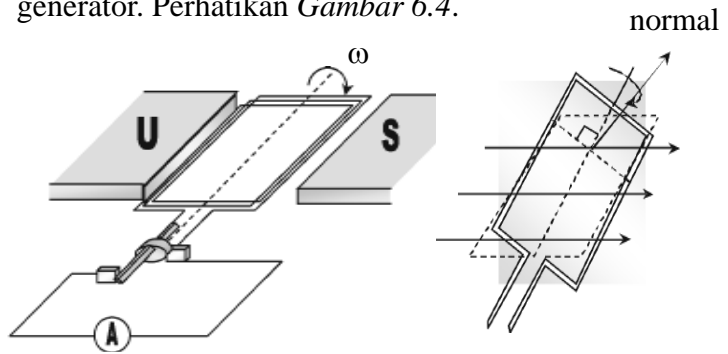 generator. Perhatikan Gambar 6.4.
normal
ω
U
S
A